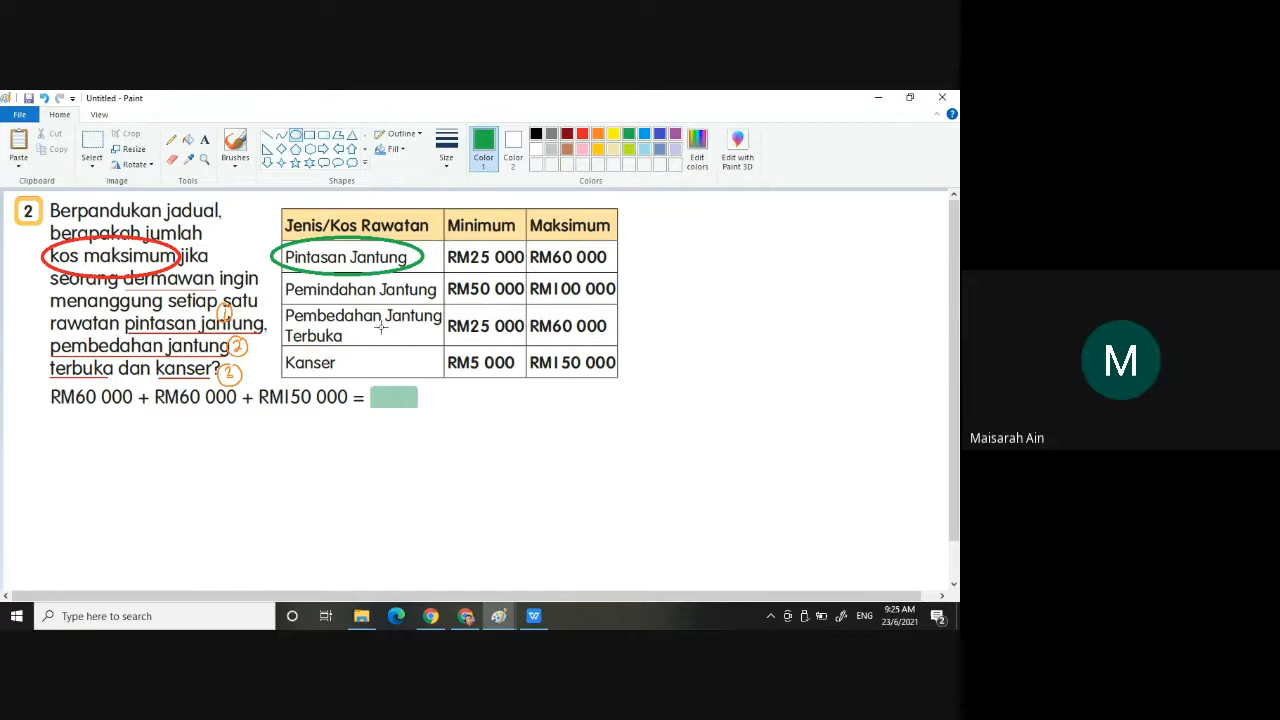 Untitled - Paint
File
Home
View
Paste
Cut
Copy
Clipboard
Select
Crop
Resize
Rotate
Image
Tools
Brushes
Outline
Fill
Shapes
Size
Color
1
Color
2
Edit
colors
Edit with
Paint 3D
Colors
2
Berpandukan jadual,
berapakah jumlah
kos maksimum jika
seorang dermawan ingin
menanggung setiap satu
rawatan pintasan jantung,
pembedahan jantung
terbuka dan kanser?
1
2
3
Jenis/Kos Rawatan Minimum Maksimum
Pintasan Jantung RM25 000 RM60 000
Pemindahan Jantung RM50 000 RM100 000
Pembedahan Jantung
Terbuka RM25 000 RM60 000
Kanser RM5 000 RM150 000
RM60 000 + RM60 000 + RM150 000 =
M
Maisarah Ain
Type here to search
ENG
9:25 AM
23/6/2021
2